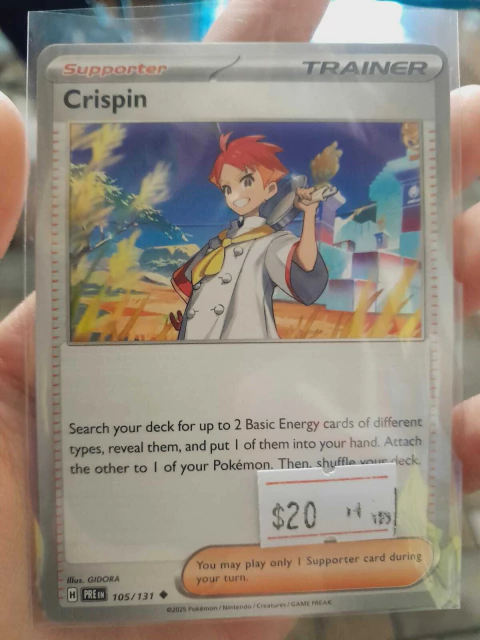 Supporter TRAINER
Crispin
Search your deck for up to 2 Basic Energy cards of different
types, reveal them, and put 1 of them into your hand. Attach
the other to 1 of your Pokémon. Then, shuffle your deck.
$20
You may play only 1 Supporter card during
your turn.
Illus. GIDORA
H PRE EN 105/131
©2025 Pokémon / Nintendo / Creatures / GAME FREAK